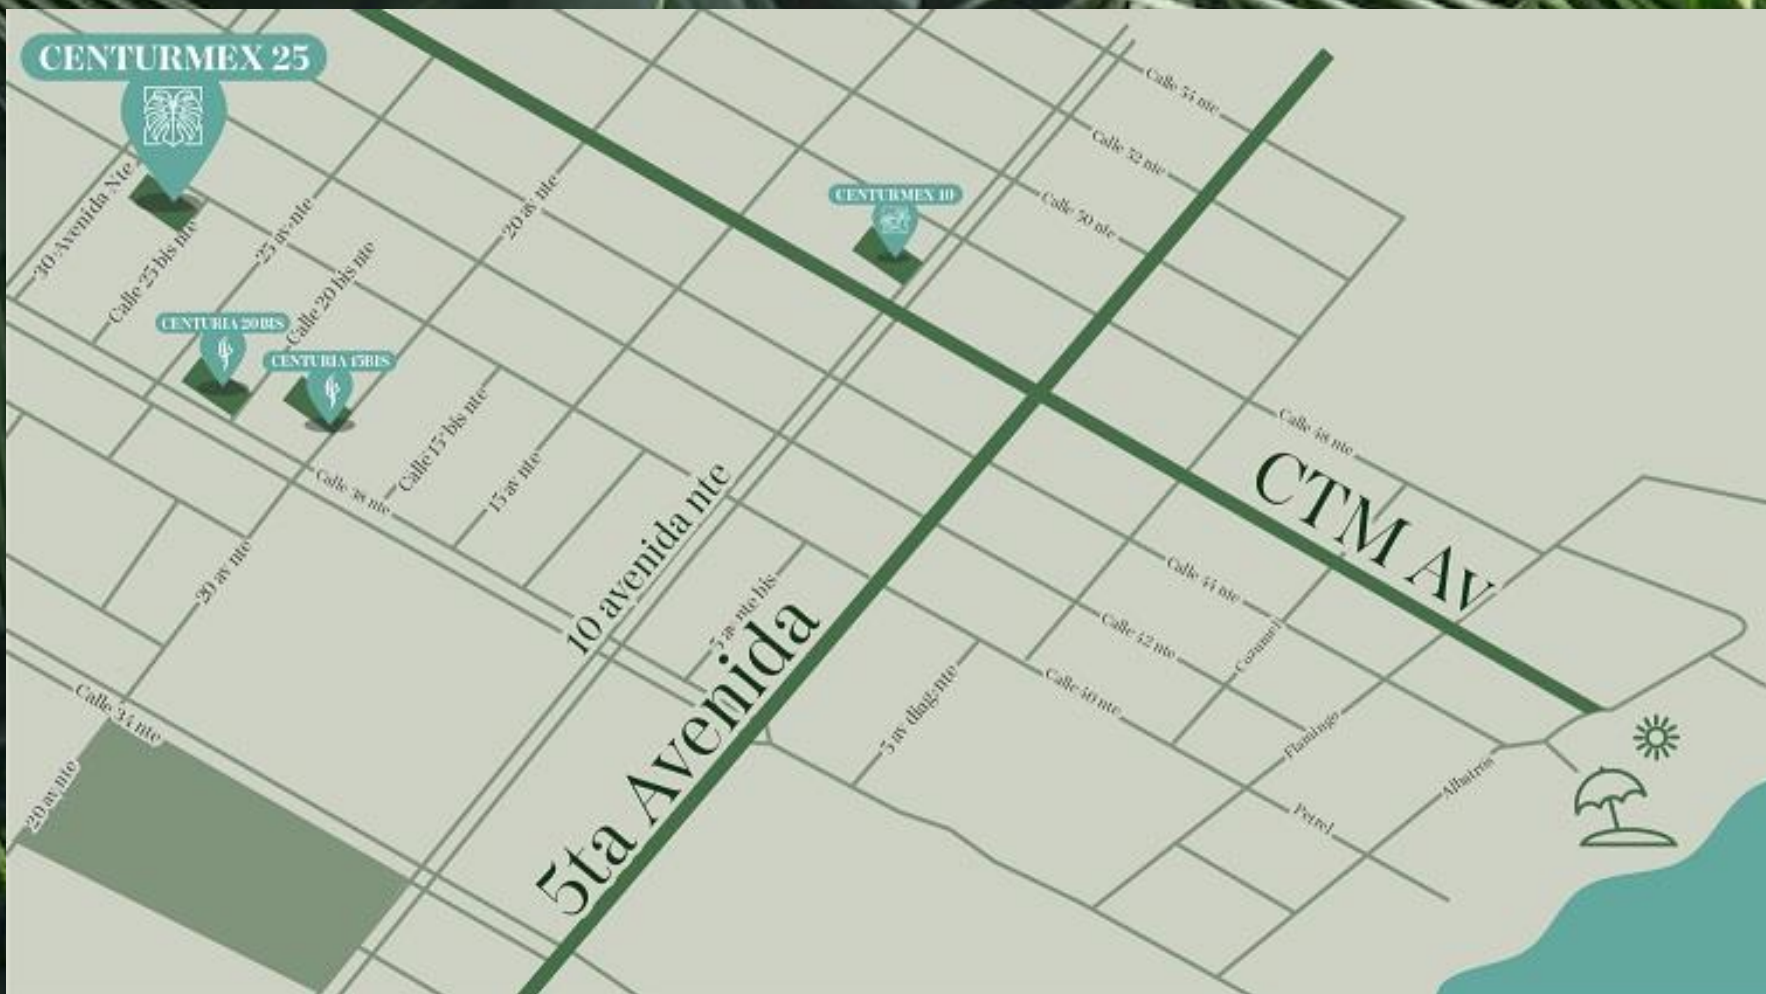 CENTURMEX 25
Calle 54 nte
Calle 52 nte
CENTURMEX 10
Calle 50 nte
30 Avenida Nte
Calle 25 bis nte
25 av nte
20 av nte
Calle 20 bis nte
CENTURIA 20 BIS
CENTURIA 15 BIS
Calle 15 bis nte
15 av nte
Calle 38 nte
Calle 48 nte
CTM Av
10 avenida nte
20 av nte
5 av nte bis
5ta Avenida
Calle 44 nte
Calle 42 nte
Cozumel
Calle 40 nte
5 av diag nte
Calle 34 nte
20 av nte
Flamingo
Albatros
Petrel